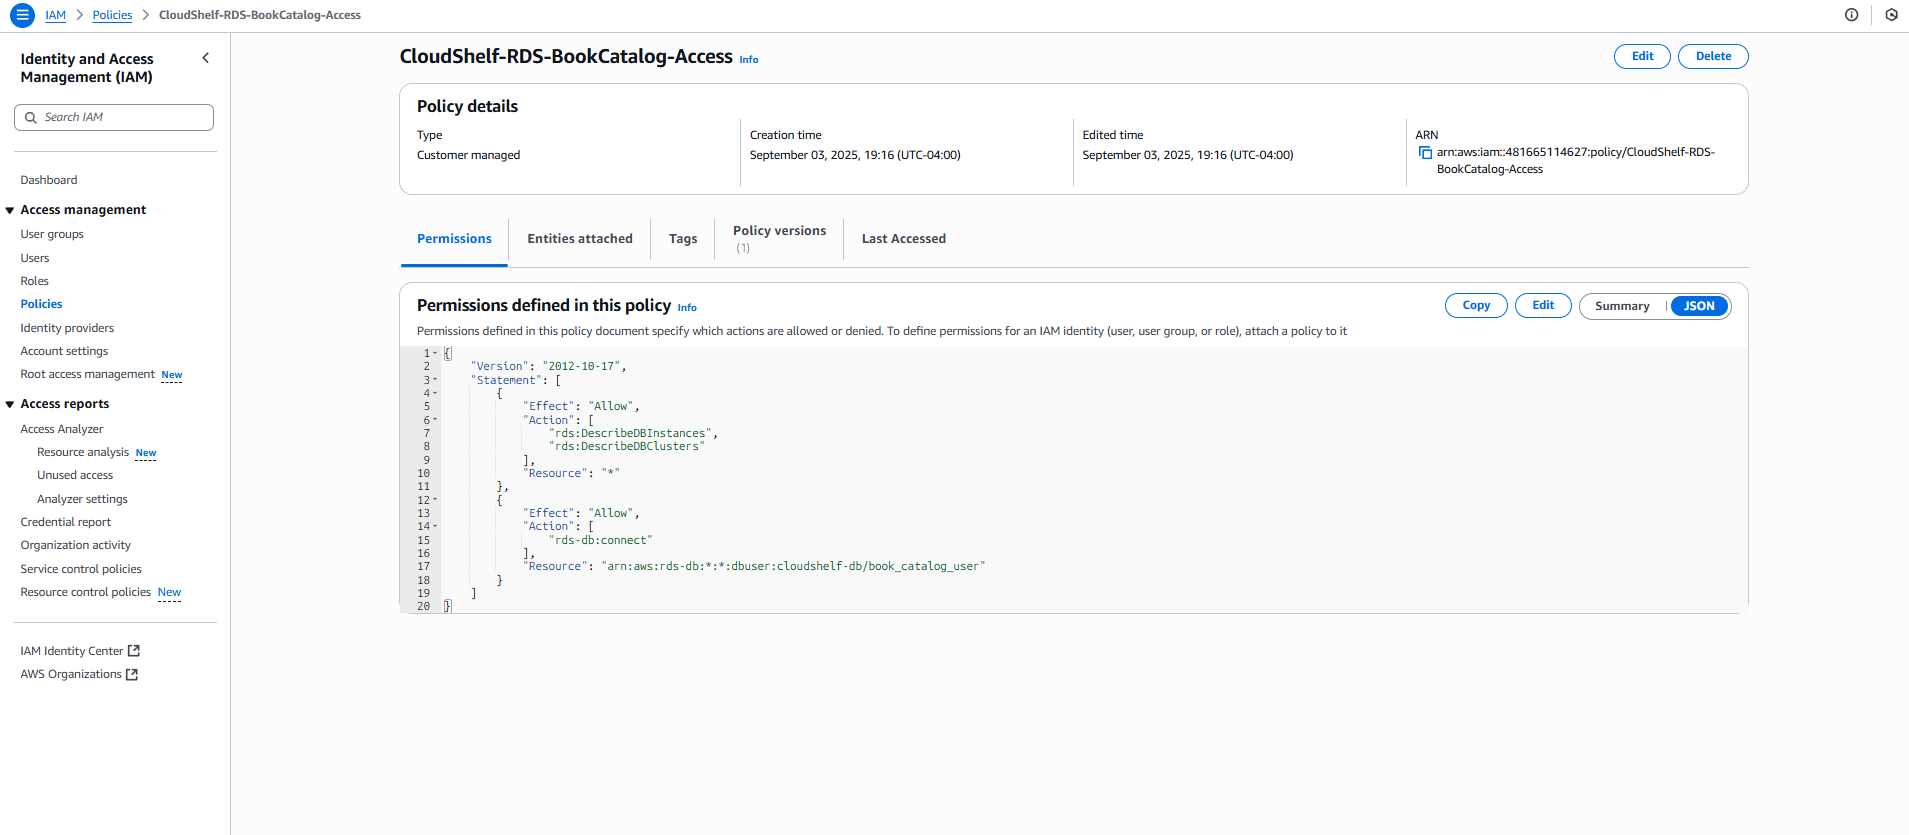 IAM > Policies > CloudShelf-RDS-BookCatalog-Access
Identity and Access
Management (IAM)
Search IAM
Dashboard
Access management
User groups
Users
Roles
Policies
Identity providers
Account settings
Root access management New
Access reports
Access Analyzer
Resource analysis New
Unused access
Analyzer settings
Credential report
Organization activity
Service control policies
Resource control policies New
IAM Identity Center
AWS Organizations
CloudShelf-RDS-BookCatalog-Access Info
Edit
Delete
Policy details
Type
Customer managed
Creation time
September 03, 2025, 19:16 (UTC-04:00)
Edited time
September 03, 2025, 19:16 (UTC-04:00)
ARN
arn:aws:iam::481665114627:policy/CloudShelf-RDS-
BookCatalog-Access
Permissions
Entities attached
Tags
Policy versions
(1)
Last Accessed
Permissions defined in this policy Info
Copy
Edit
Summary
JSON
Permissions defined in this policy document specify which actions are allowed or denied. To define permissions for an IAM identity (user, user group, or role), attach a policy to it
1 {
2 "Version": "2012-10-17",
3 "Statement": [
4 {
5 "Effect": "Allow",
6 "Action": [
7 "rds:DescribeDBInstances",
8 "rds:DescribeDBClusters"
9 ],
10 "Resource": "*"
11 },
12 {
13 "Effect": "Allow",
14 "Action": [
15 "rds-db:connect"
16 ],
17 "Resource": "arn:aws:rds-db:*:*:dbuser:cloudshelf-db/book_catalog_user"
18 }
19 ]
20 }